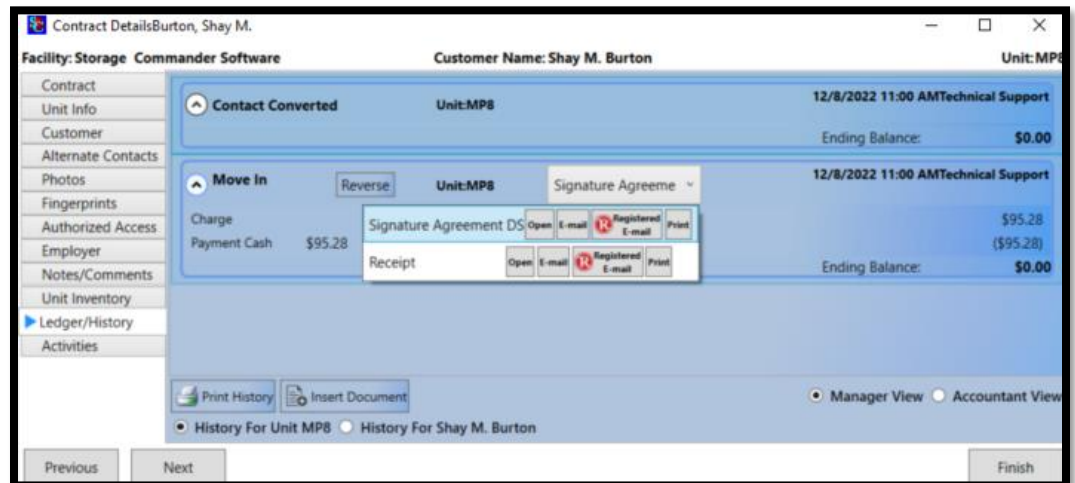 Contract DetailsBurton, Shay M.
Facility: Storage Commander Software Customer Name: Shay M. Burton Unit: MP8
Contract
Unit Info
Customer
Alternate Contacts
Photos
Fingerprints
Authorized Access
Employer
Notes/Comments
Unit Inventory
Ledger/History
Activities
Contact Converted Unit:MP8 12/8/2022 11:00 AMTechnical Support
Ending Balance: $0.00
Move In Reverse Unit:MP8 Signature Agreeme 12/8/2022 11:00 AMTechnical Support
Charge $95.28
Payment Cash $95.28 ($95.28)
Signature Agreement DS Open E-mail R Registered E-mail Print
Receipt Open E-mail R Registered E-mail Print
Ending Balance: $0.00
Print History Insert Document Manager View Accountant View
History For Unit MP8 History For Shay M. Burton
Previous Next Finish